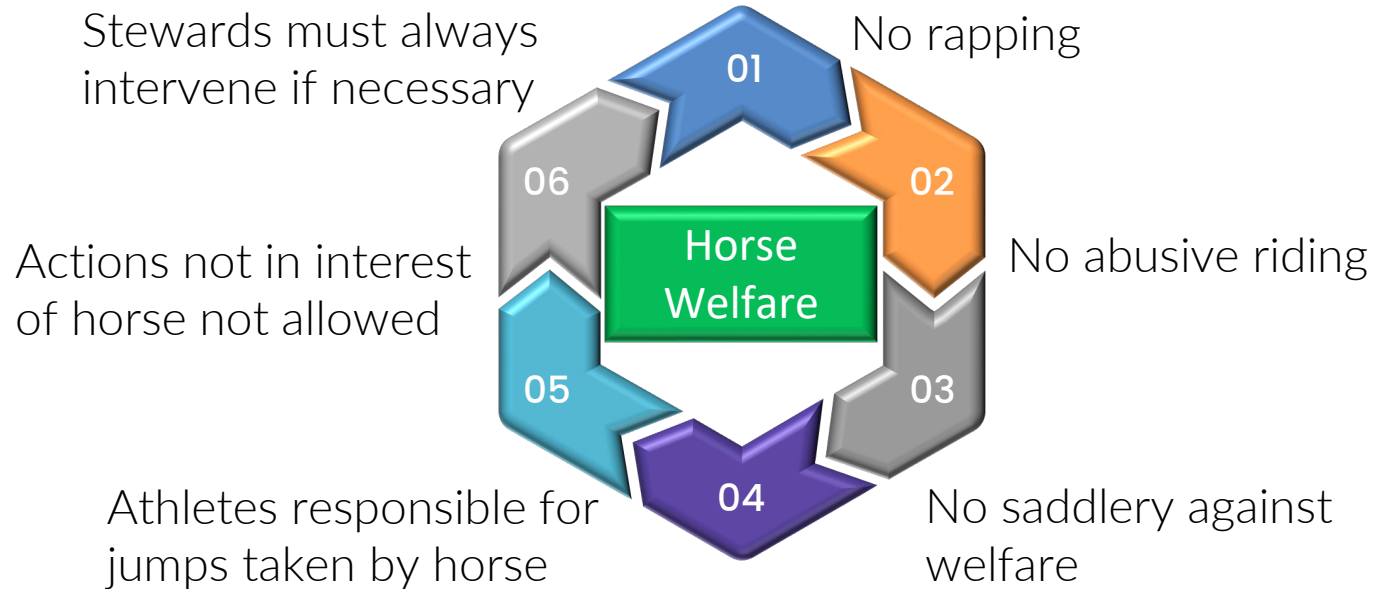 01
No rapping
02
No abusive riding
03
No saddlery against
welfare
04
Athletes responsible for
jumps taken by horse
05
Actions not in interest
of horse not allowed
06
Stewards must always
intervene if necessary
Horse
Welfare